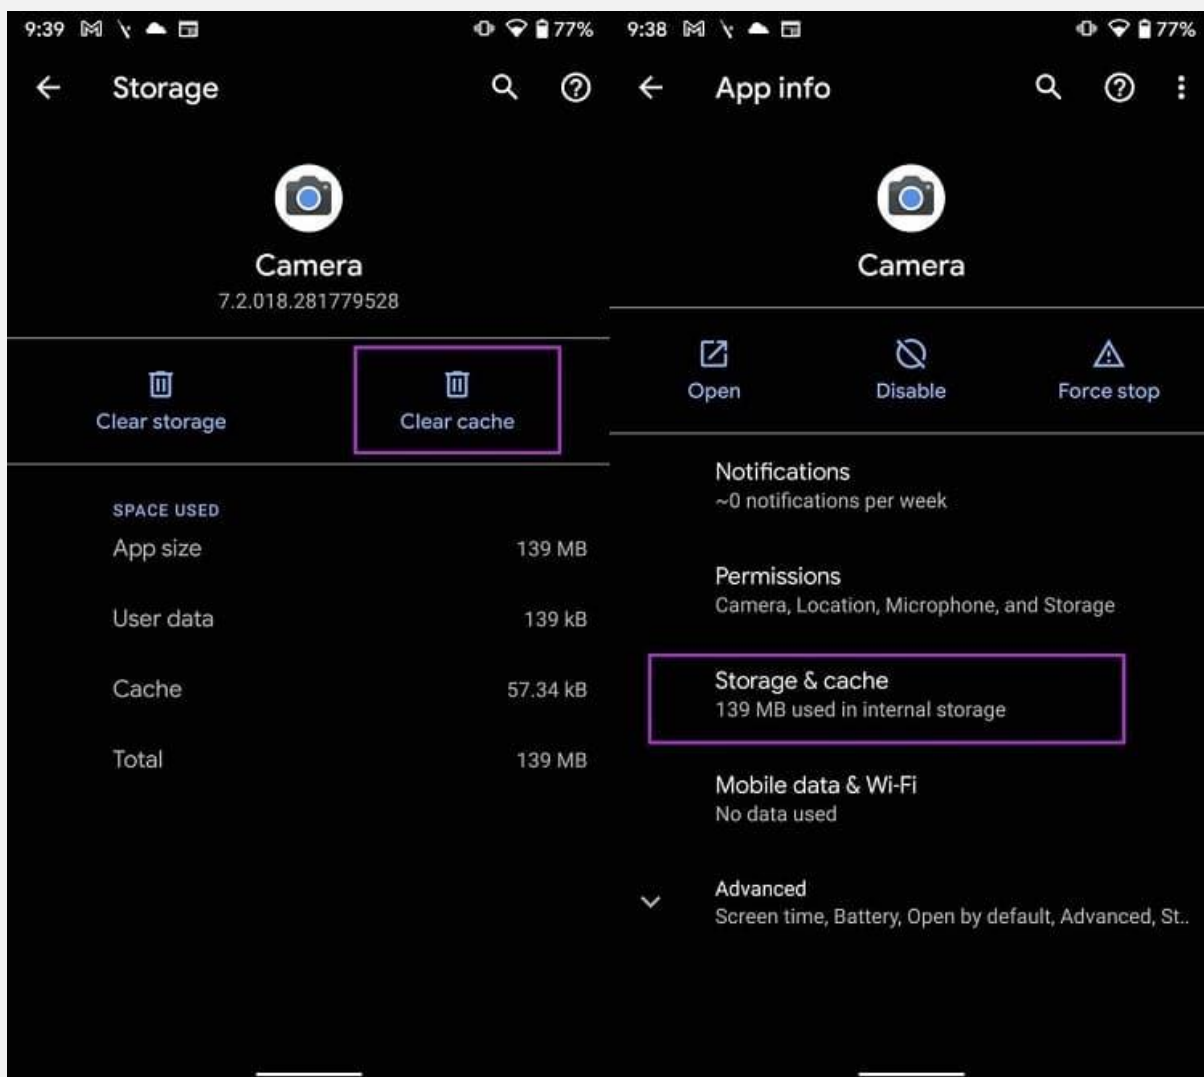 9:39
77%
Storage
Camera
7.2.018.281779528
Clear storage
Clear cache
SPACE USED
App size
139 MB
User data
139 kB
Cache
57.34 kB
Total
139 MB
9:38
77%
App info
Camera
Open
Disable
Force stop
Notifications
~0 notifications per week
Permissions
Camera, Location, Microphone, and Storage
Storage & cache
139 MB used in internal storage
Mobile data & Wi-Fi
No data used
Advanced
Screen time, Battery, Open by default, Advanced, St..